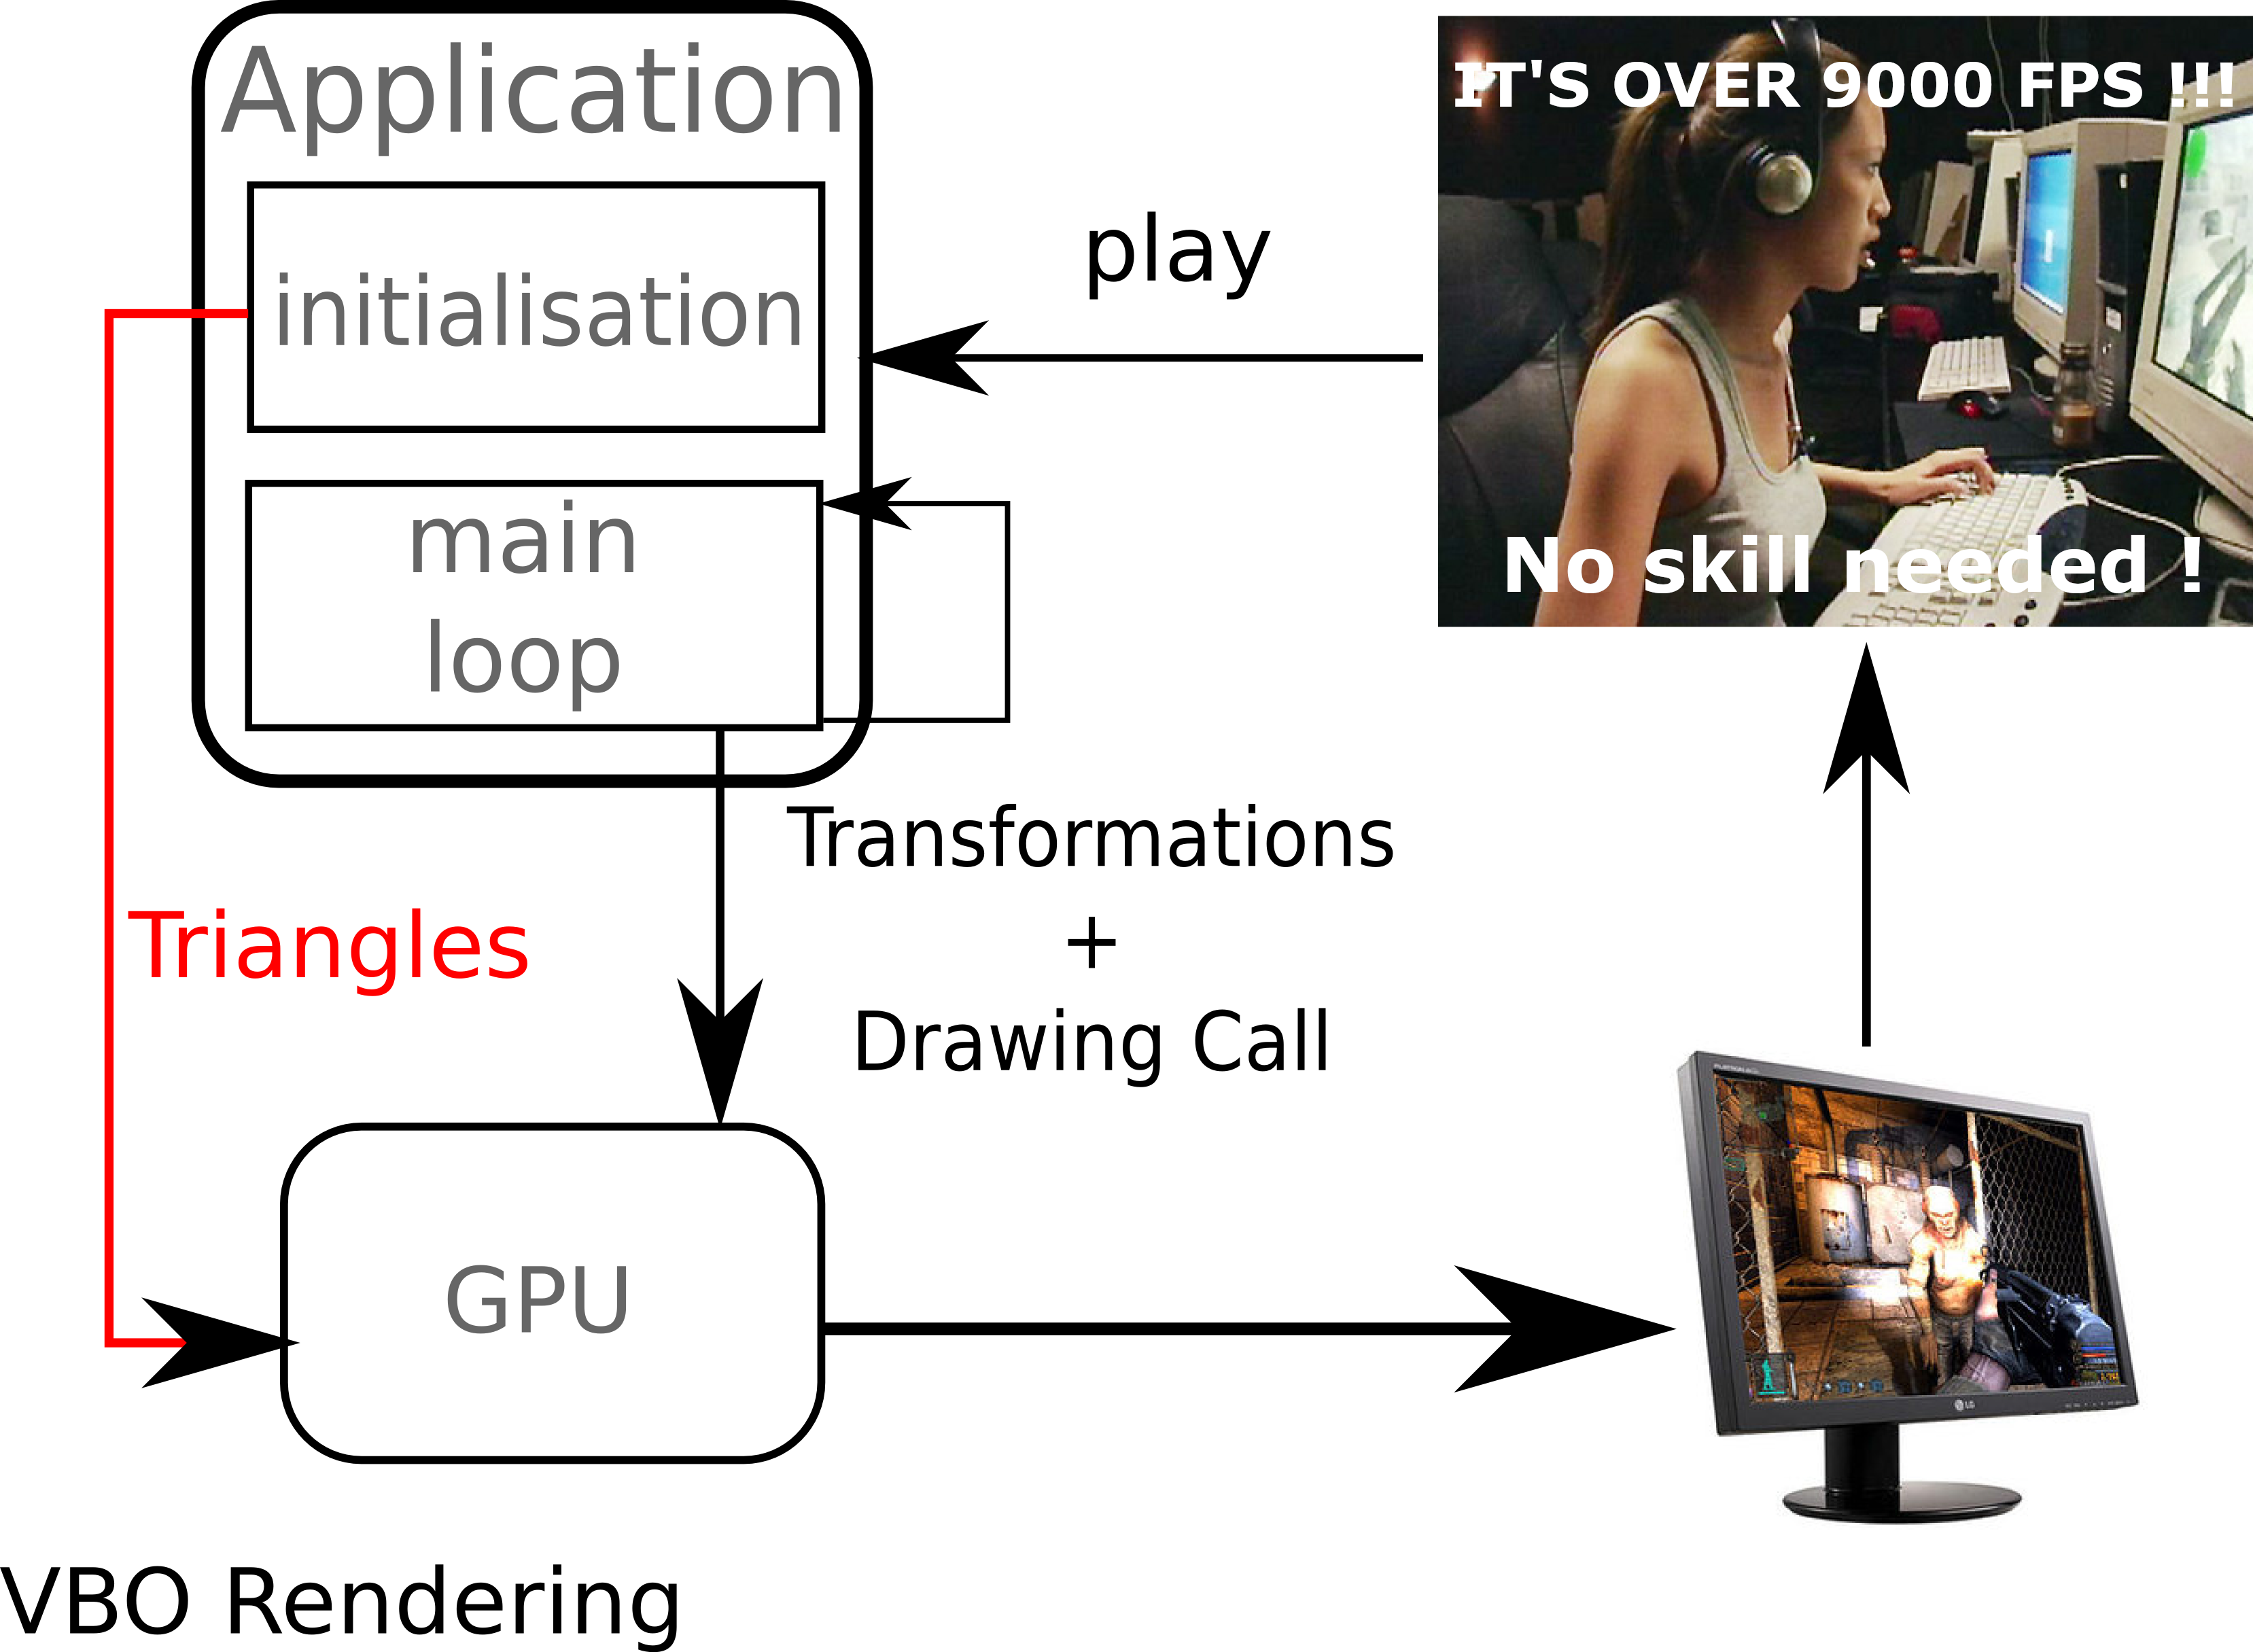 Application
IT'S OVER 9000 FPS !!!
initialisation
play
main
loop
No skill needed !
Transformations
+
Drawing Call
Triangles
GPU
LG
VBO Rendering